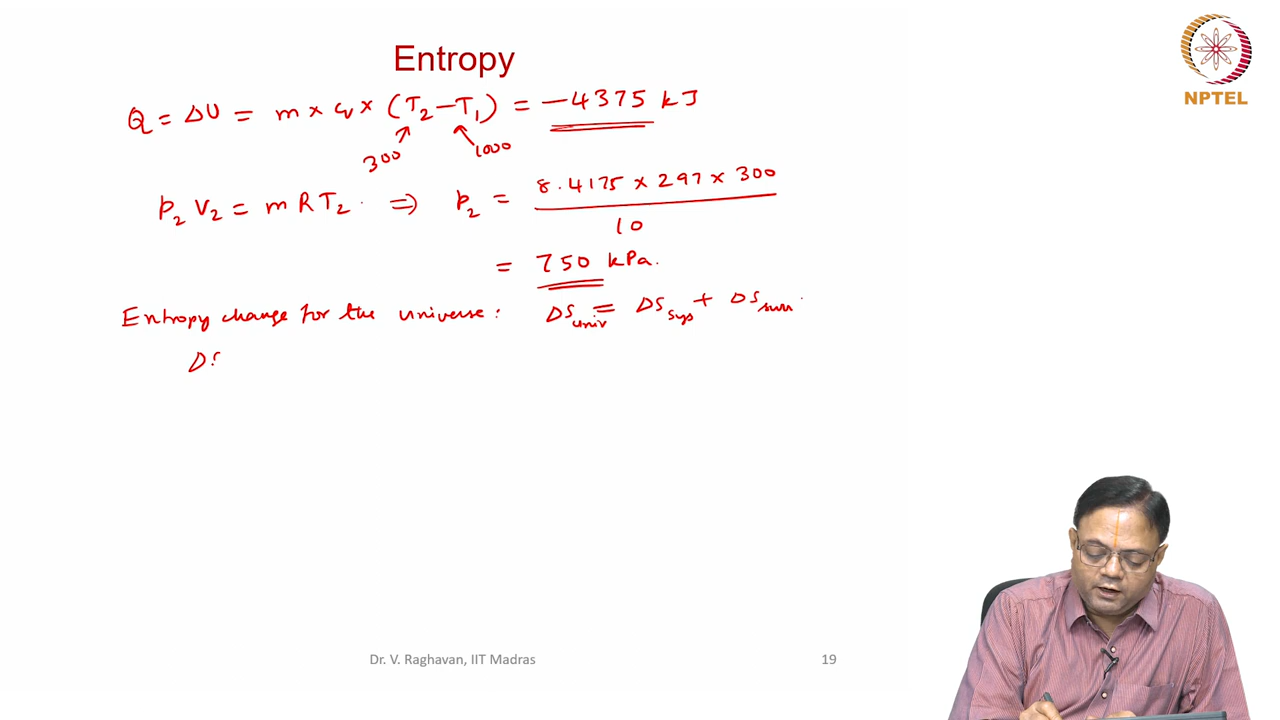 Entropy
NPTEL
Q = ΔU = m × cv × (T2 – T1) = –4375 kJ
300 1000
p2 V2 = m R T2 ⇒ p2 = 8.4175 × 297 × 300
10
= 750 kPa.
Entropy change for the universe: ΔSuniv = ΔSsys + ΔSsurr.
ΔS
Dr. V. Raghavan, IIT Madras 19